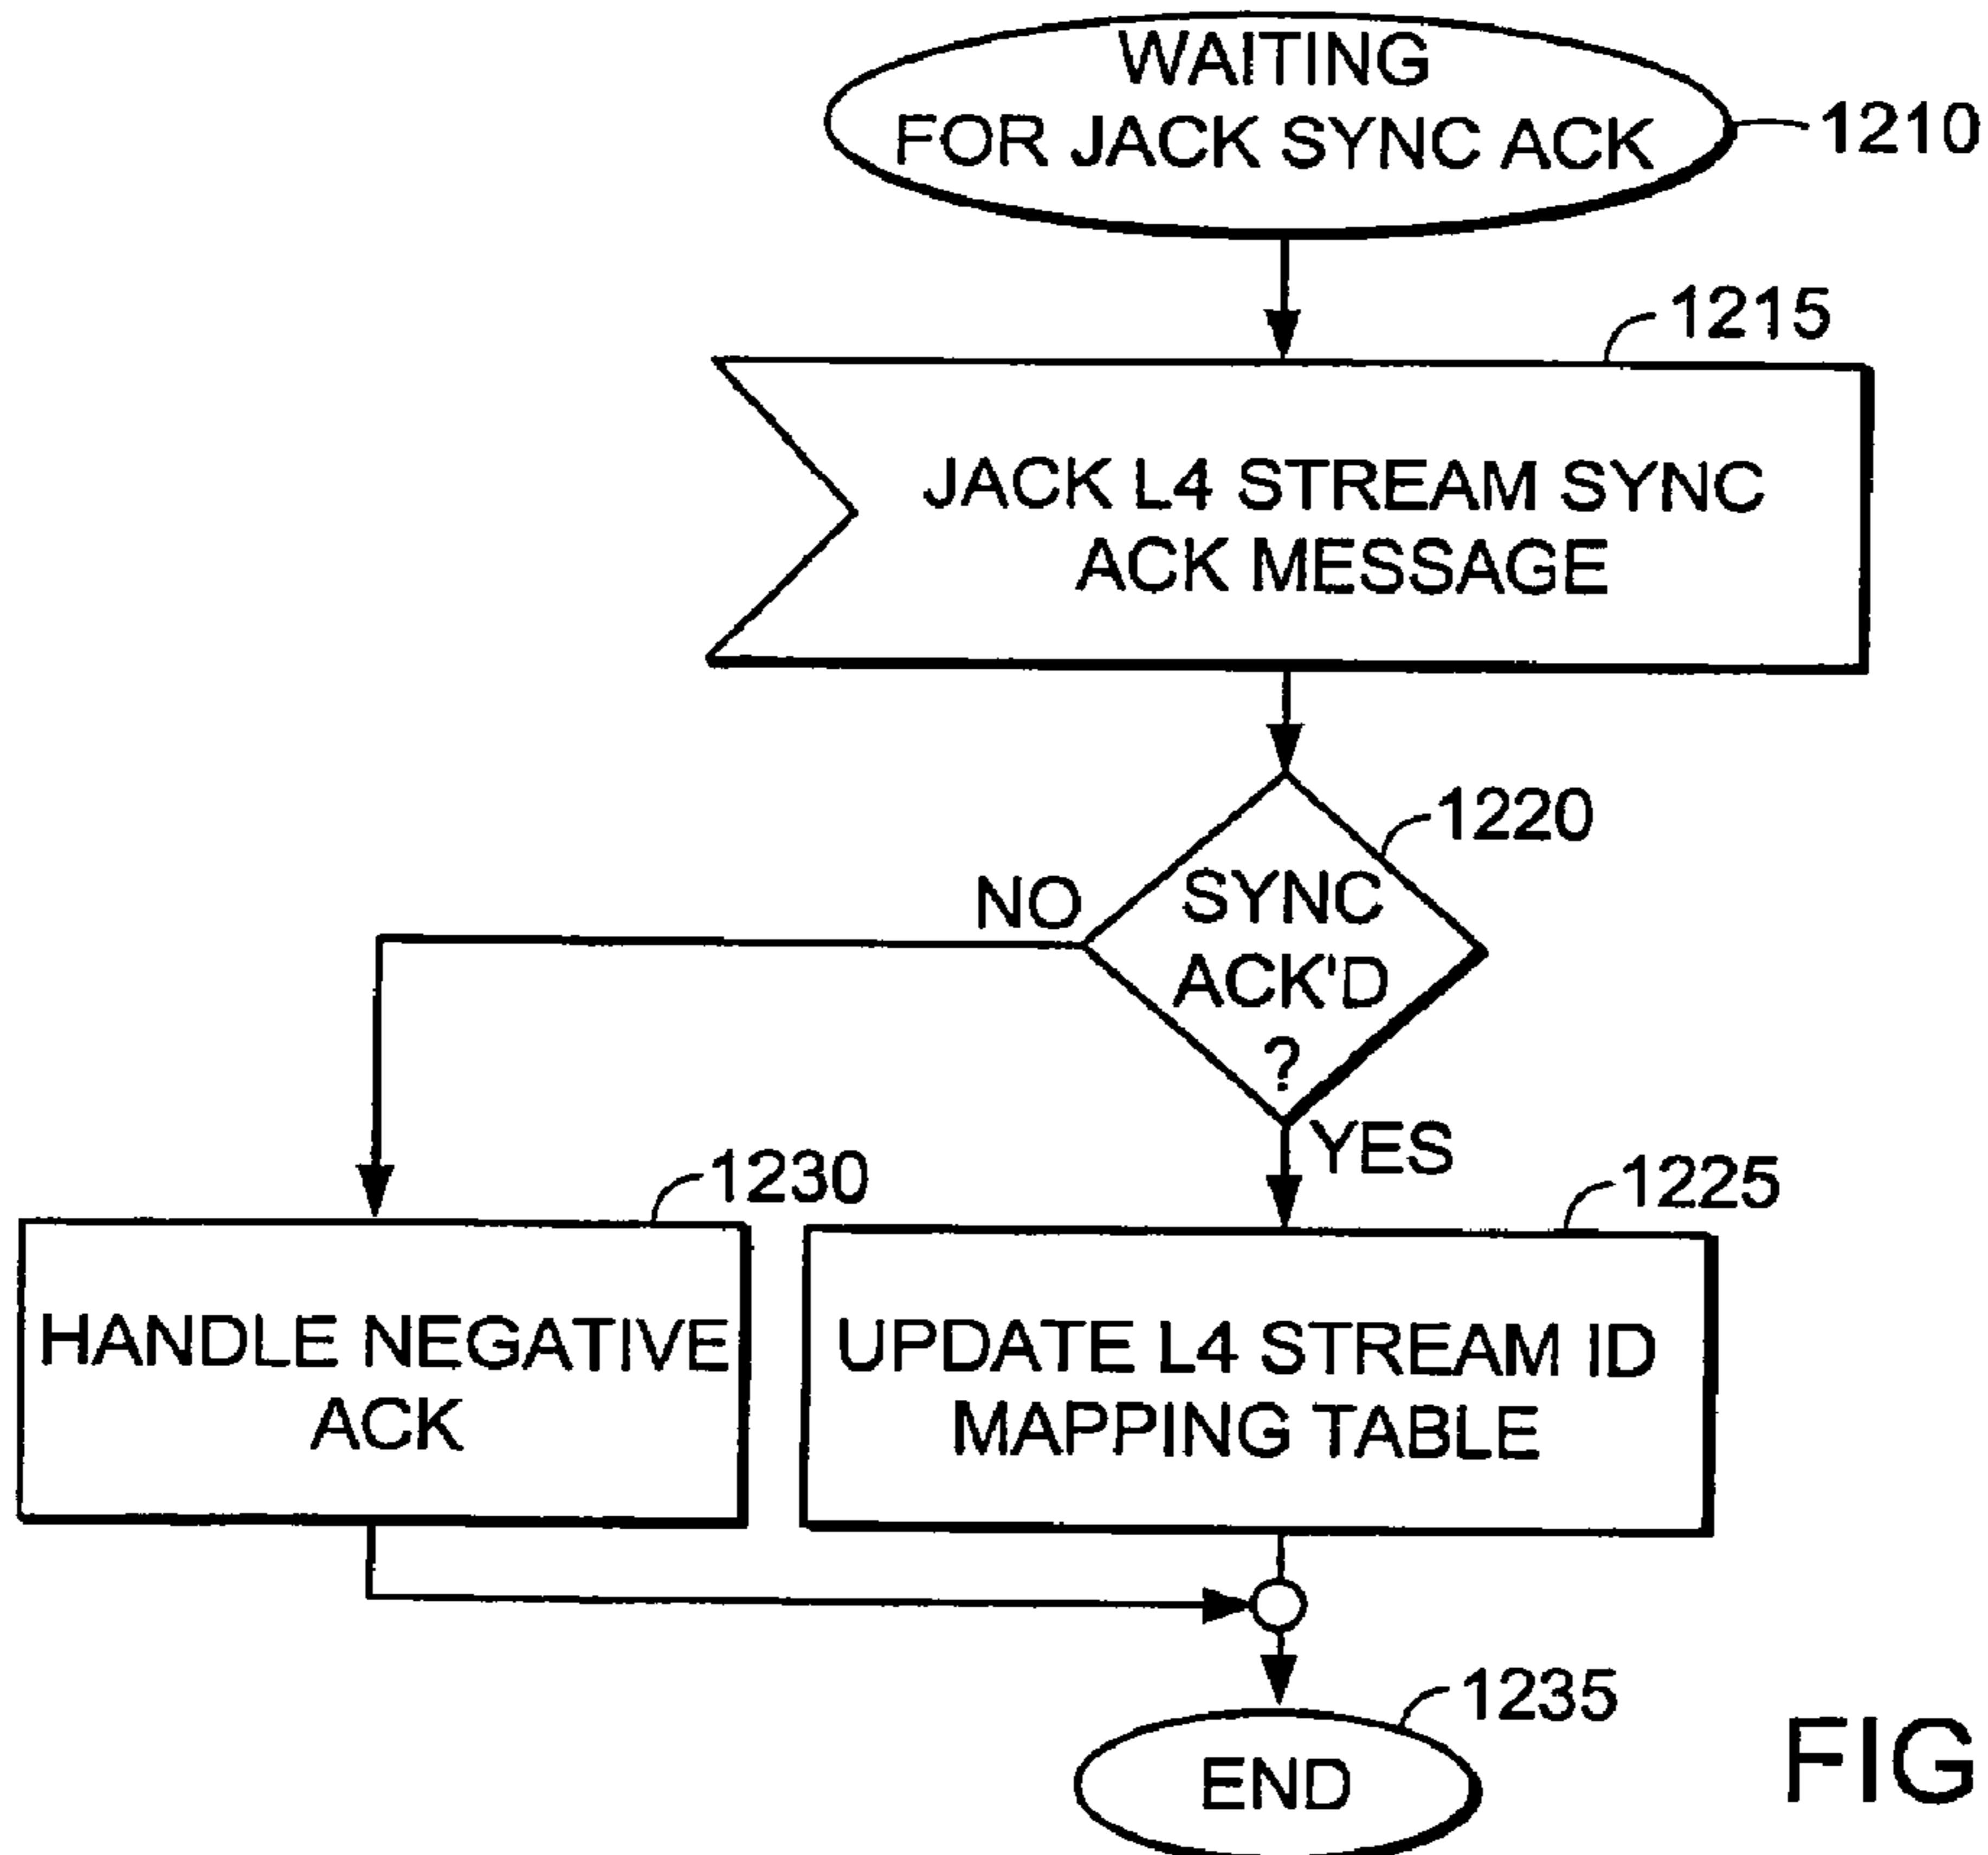 WAITING
FOR JACK SYNC ACK
1210
1215
JACK L4 STREAM SYNC
ACK MESSAGE
1220
NO
SYNC
ACK'D
?
YES
1230
1225
HANDLE NEGATIVE
ACK
UPDATE L4 STREAM ID
MAPPING TABLE
1235
END
FIG